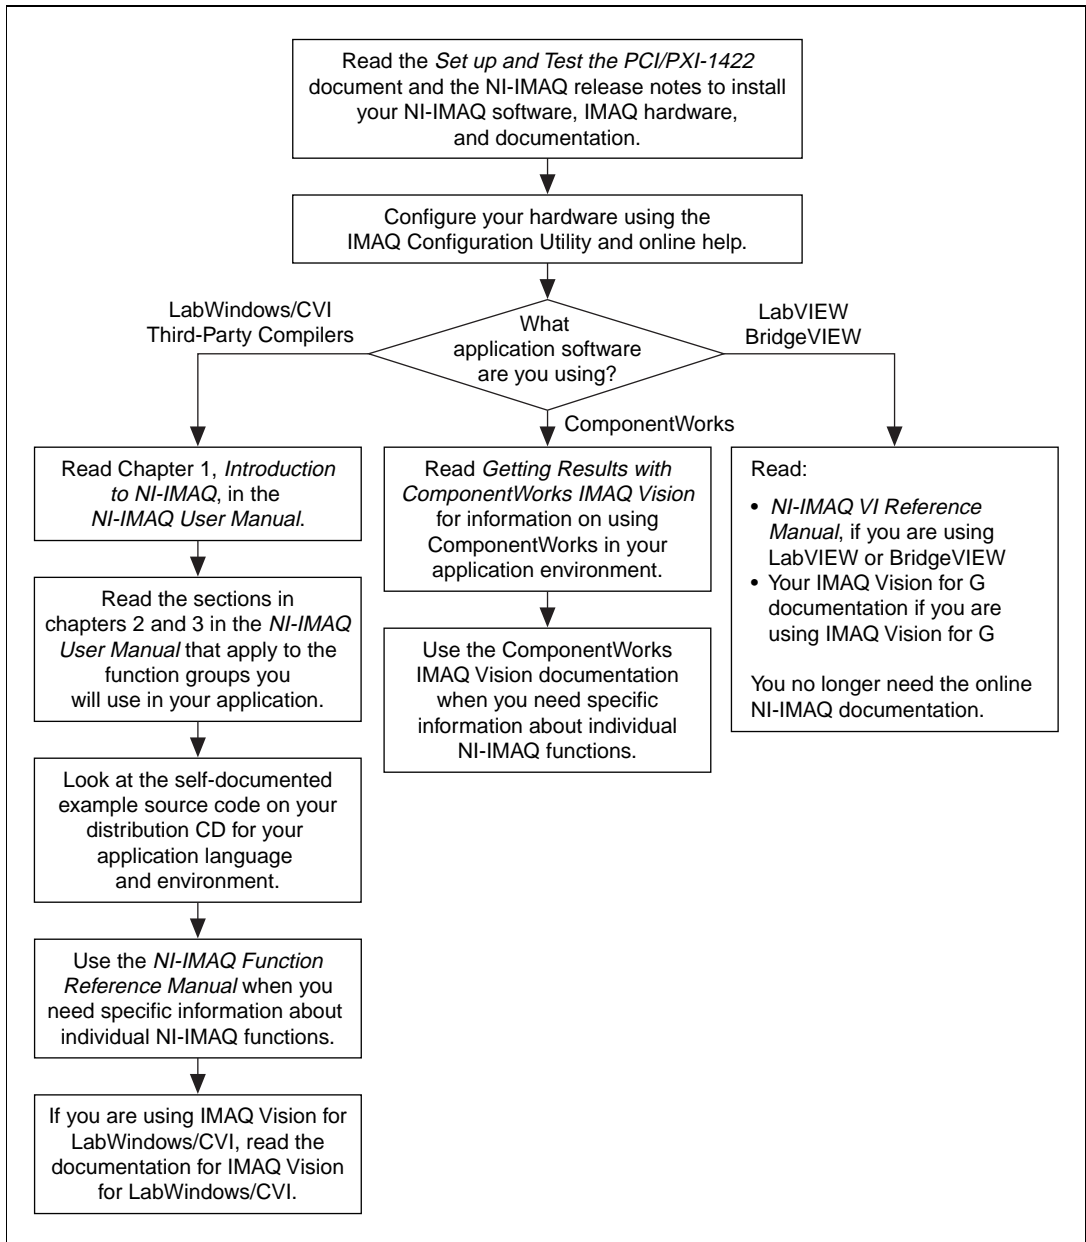 Read the Set up and Test the PCI/PXI-1422
document and the NI-IMAQ release notes to install
your NI-IMAQ software, IMAQ hardware,
and documentation.
Configure your hardware using the
IMAQ Configuration Utility and online help.
What
application software
are you using?
LabWindows/CVI
Third-Party Compilers
LabVIEW
BridgeVIEW
ComponentWorks
Read Chapter 1, Introduction
to NI-IMAQ, in the
NI-IMAQ User Manual.
Read the sections in
chapters 2 and 3 in the NI-IMAQ
User Manual that apply to the
function groups you
will use in your application.
Look at the self-documented
example source code on your
distribution CD for your
application language
and environment.
Use the NI-IMAQ Function
Reference Manual when you
need specific information about
individual NI-IMAQ functions.
If you are using IMAQ Vision for
LabWindows/CVI, read the
documentation for IMAQ Vision
for LabWindows/CVI.
Read Getting Results with
ComponentWorks IMAQ Vision
for information on using
ComponentWorks in your
application environment.
Use the ComponentWorks
IMAQ Vision documentation
when you need specific
information about individual
NI-IMAQ functions.
Read:
• NI-IMAQ VI Reference
Manual, if you are using
LabVIEW or BridgeVIEW
• Your IMAQ Vision for G
documentation if you are
using IMAQ Vision for G
You no longer need the online
NI-IMAQ documentation.